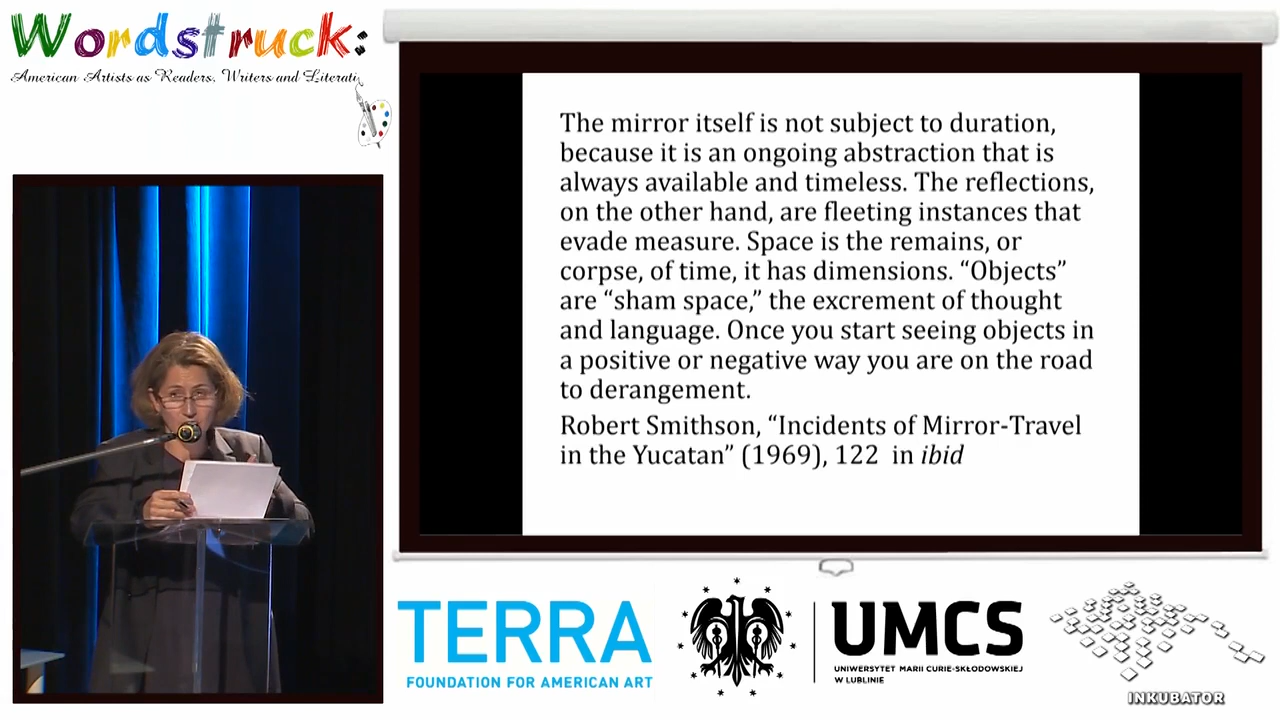 Wordstruck:
American Artists as Readers, Writers and Literati
The mirror itself is not subject to duration,
because it is an ongoing abstraction that is
always available and timeless. The reflections,
on the other hand, are fleeting instances that
evade measure. Space is the remains, or
corpse, of time, it has dimensions. “Objects”
are “sham space,” the excrement of thought
and language. Once you start seeing objects in
a positive or negative way you are on the road
to derangement.
Robert Smithson, “Incidents of Mirror-Travel
in the Yucatan” (1969), 122 in ibid
TERRA
FOUNDATION FOR AMERICAN ART
UMCS
UNIWERSYTET MARII CURIE-SKŁODOWSKIEJ
W LUBLINIE
INKUBATOR